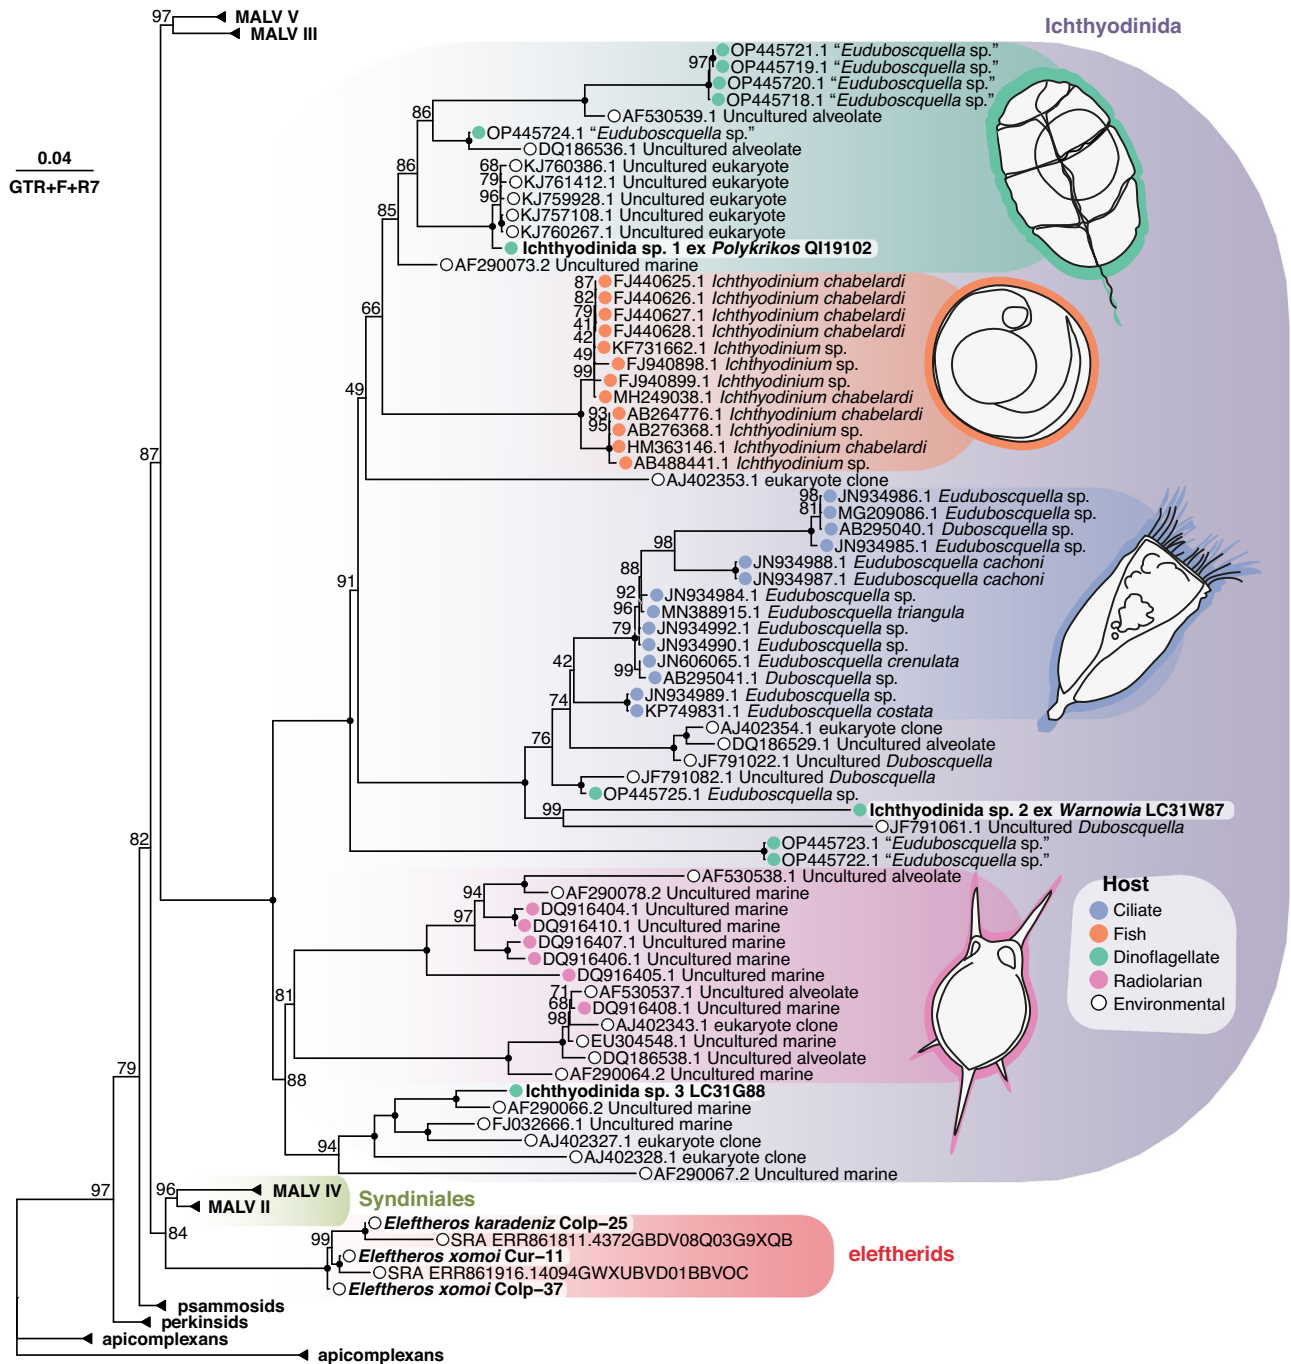 97
MALV V
MALV III
Ichthyodinida
0.04
GTR+F+R7
OP445721.1 “Euduboscquella sp.”
97
OP445719.1 “Euduboscquella sp.”
OP445720.1 “Euduboscquella sp.”
OP445718.1 “Euduboscquella sp.”
86
AF530539.1 Uncultured alveolate
OP445724.1 “Euduboscquella sp.”
DQ186536.1 Uncultured alveolate
86
68
KJ760386.1 Uncultured eukaryote
79
KJ761412.1 Uncultured eukaryote
96
KJ759928.1 Uncultured eukaryote
85
KJ757108.1 Uncultured eukaryote
KJ760267.1 Uncultured eukaryote
Ichthyodinida sp. 1 ex Polykrikos QI19102
AF290073.2 Uncultured marine
87
FJ440625.1 Ichthyodinium chabelardi
82
FJ440626.1 Ichthyodinium chabelardi
66
79
FJ440627.1 Ichthyodinium chabelardi
41
FJ440628.1 Ichthyodinium chabelardi
42
KF731662.1 Ichthyodinium sp.
49
FJ940898.1 Ichthyodinium sp.
99
FJ940899.1 Ichthyodinium sp.
49
MH249038.1 Ichthyodinium chabelardi
93
AB264776.1 Ichthyodinium chabelardi
95
AB276368.1 Ichthyodinium sp.
HM363146.1 Ichthyodinium chabelardi
87
AB488441.1 Ichthyodinium sp.
AJ402353.1 eukaryote clone
98
JN934986.1 Euduboscquella sp.
81
MG209086.1 Euduboscquella sp.
AB295040.1 Duboscquella sp.
98
JN934985.1 Euduboscquella sp.
JN934988.1 Euduboscquella cachoni
88
JN934987.1 Euduboscquella cachoni
91
92
JN934984.1 Euduboscquella sp.
96
MN388915.1 Euduboscquella triangula
79
JN934992.1 Euduboscquella sp.
JN934990.1 Euduboscquella sp.
42
JN606065.1 Euduboscquella crenulata
99
AB295041.1 Duboscquella sp.
JN934989.1 Euduboscquella sp.
74
KP749831.1 Euduboscquella costata
AJ402354.1 eukaryote clone
76
DQ186529.1 Uncultured alveolate
JF791022.1 Uncultured Duboscquella
JF791082.1 Uncultured Duboscquella
OP445725.1 Euduboscquella sp.
99
Ichthyodinida sp. 2 ex Warnowia LC31W87
JF791061.1 Uncultured Duboscquella
82
OP445723.1 “Euduboscquella sp.”
OP445722.1 “Euduboscquella sp.”
AF530538.1 Uncultured alveolate
94
AF290078.2 Uncultured marine
97
DQ916404.1 Uncultured marine
DQ916410.1 Uncultured marine
DQ916407.1 Uncultured marine
DQ916406.1 Uncultured marine
DQ916405.1 Uncultured marine
81
71
AF530537.1 Uncultured alveolate
68
DQ916408.1 Uncultured marine
98
AJ402343.1 eukaryote clone
EU304548.1 Uncultured marine
DQ186538.1 Uncultured alveolate
79
88
AF290064.2 Uncultured marine
Host
Ciliate
Fish
Dinoflagellate
Radiolarian
Environmental
Ichthyodinida sp. 3 LC31G88
AF290066.2 Uncultured marine
FJ032666.1 Uncultured marine
94
AJ402327.1 eukaryote clone
AJ402328.1 eukaryote clone
AF290067.2 Uncultured marine
97
96
MALV IV
MALV II
Syndiniales
84
99
Eleftheros karadeniz Colp−25
SRA ERR861811.4372GBDV08Q03G9XQB
Eleftheros xomoi Cur−11
SRA ERR861916.14094GWXUBVD01BBVOC
Eleftheros xomoi Colp−37
eleftherids
psammosids
perkinsids
apicomplexans
apicomplexans